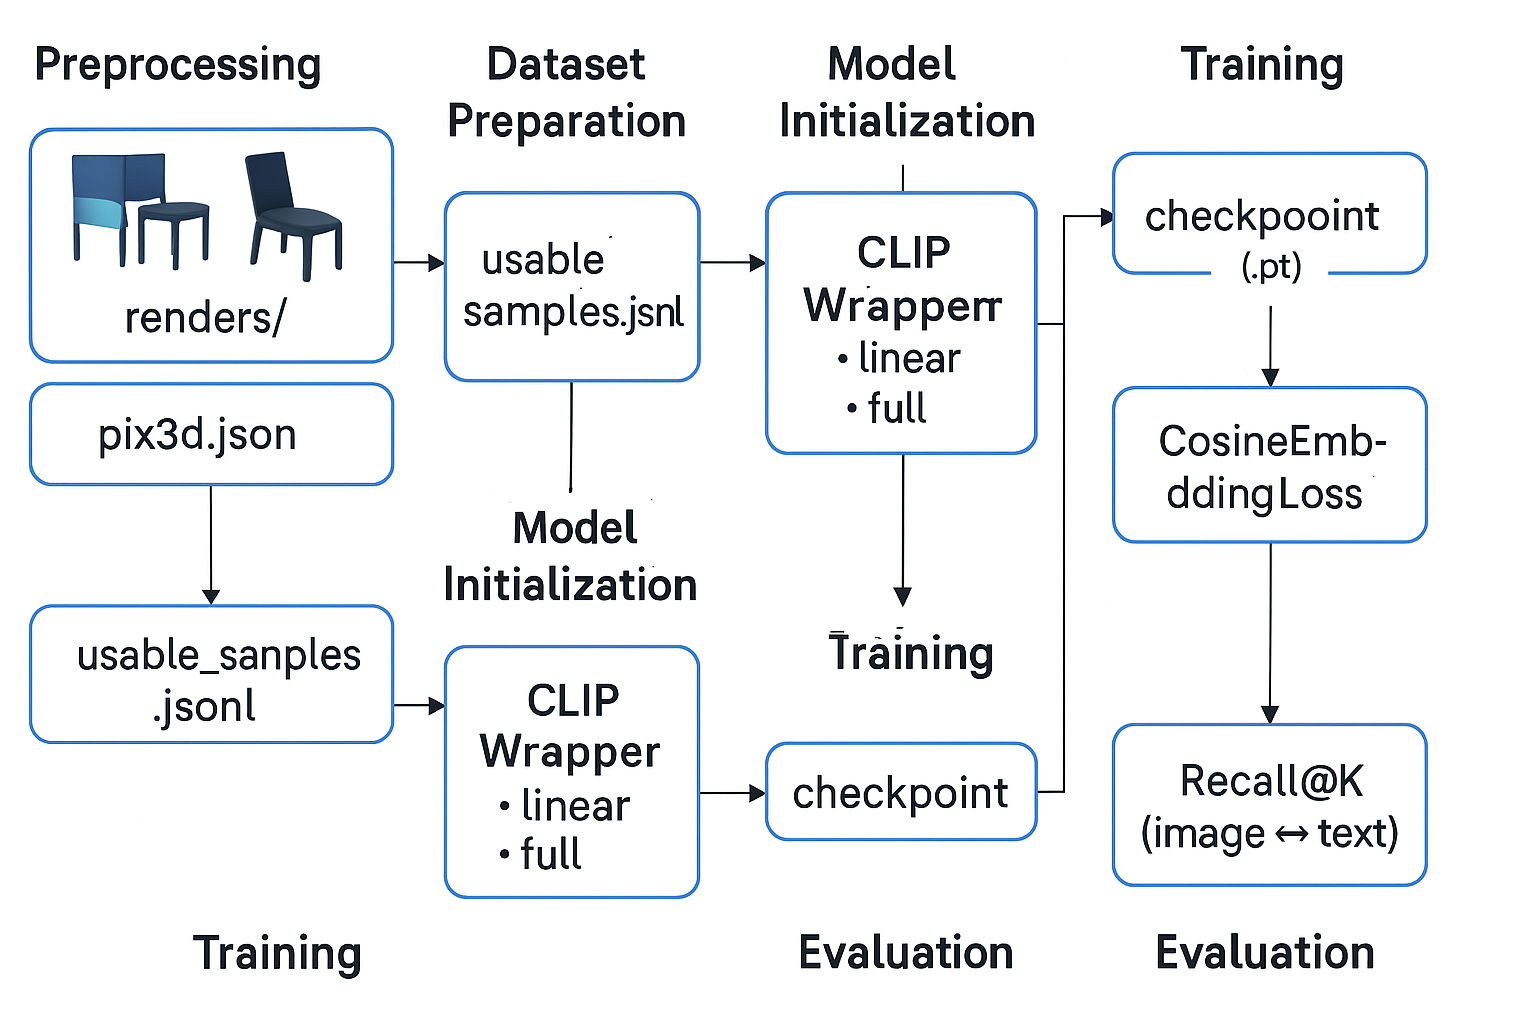 Preprocessing
Dataset
Preparation
Model
Initialization
Training
renders/
usable
samples.jsnl
CLIP
Wrapperr
• linear
• full
checkpooint
(.pt)
pix3d.json
CosineEmb-
ddingLoss
Model
Initialization
usable_sanples
.jsonl
CLIP
Wrapper
• linear
• full
Training
checkpoint
Recall@K
(image ↔ text)
Training
Evaluation
Evaluation